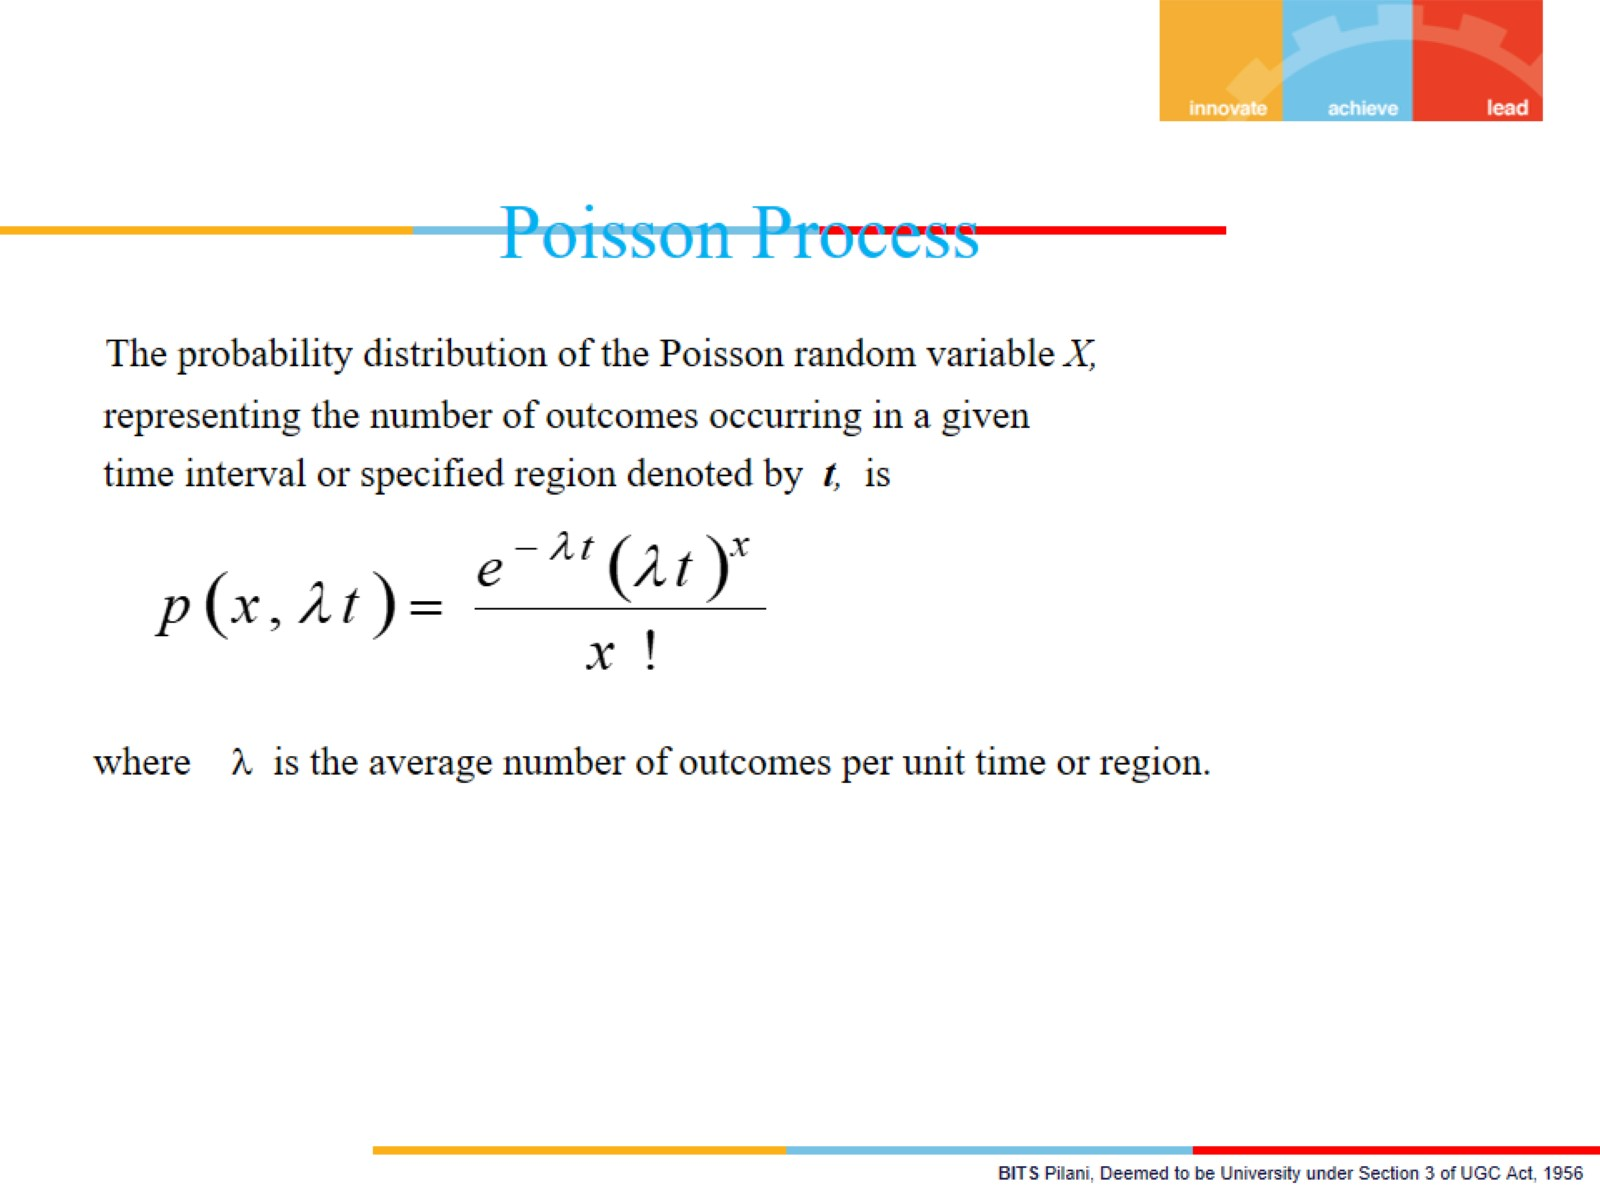 innovate achieve lead
Poisson Process
The probability distribution of the Poisson random variable X,
representing the number of outcomes occurring in a given
time interval or specified region denoted by t, is
p(x, λt) = e^{-λt}(λt)^x / x!
where λ is the average number of outcomes per unit time or region.
BITS Pilani, Deemed to be University under Section 3 of UGC Act, 1956